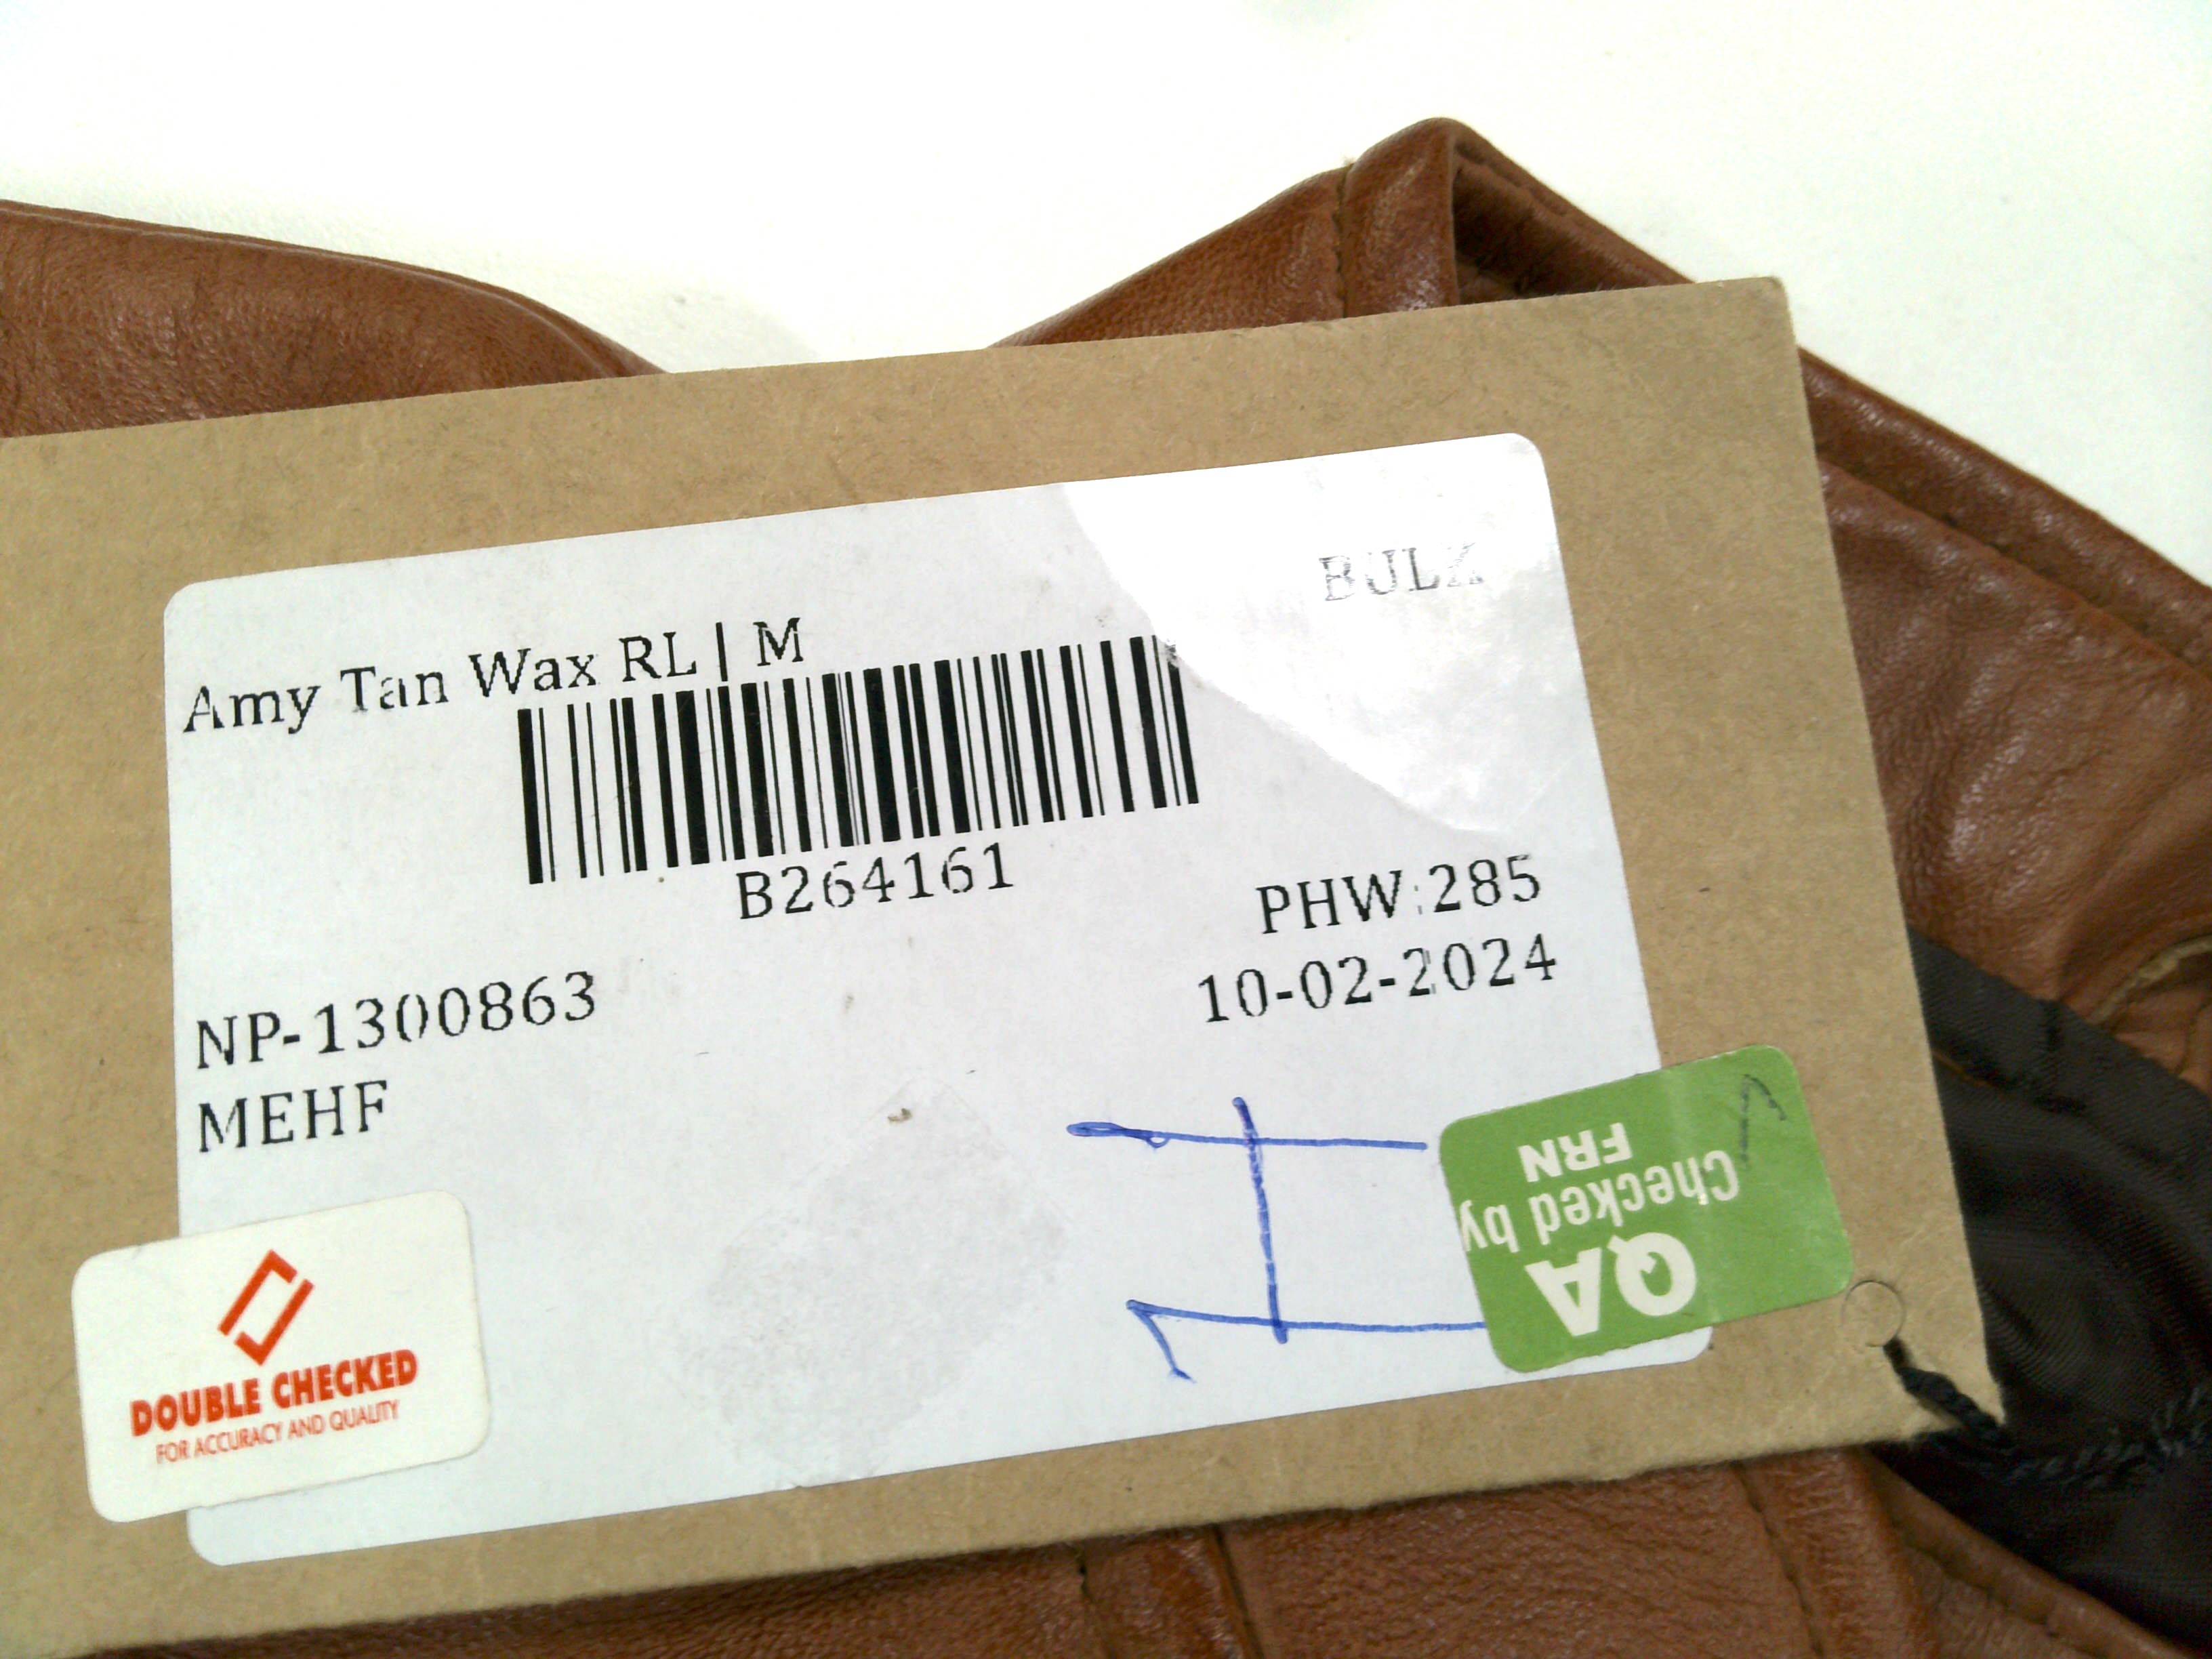 BULK
Amy Tan Wax RL | M
B264161
PHW:285
10-02-2024
NP-1300863
MEHF
DOUBLE CHECKED
FOR ACCURACY AND QUALITY
QA
Checked by
FRN